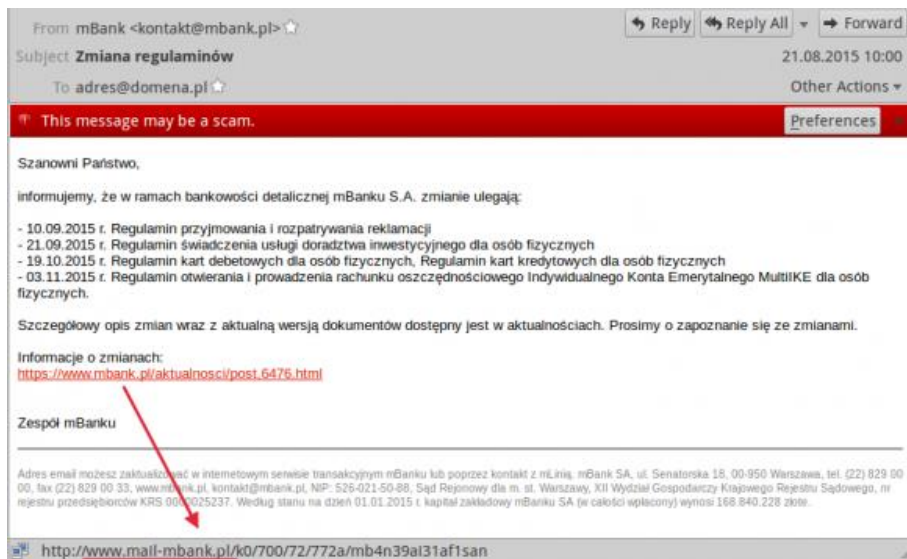 From mBank <kontakt@mbank.pl>
Reply
Reply All
Forward
Subject Zmiana regulaminów
21.08.2015 10:00
To adres@domena.pl
Other Actions
This message may be a scam.
Preferences
Szanowni Państwo,
informujemy, że w ramach bankowości detalicznej mBanku S.A. zmianie ulegają:
- 10.09.2015 r. Regulamin przyjmowania i rozpatrywania reklamacji
- 21.09.2015 r. Regulamin świadczenia usługi doradztwa inwestycyjnego dla osób fizycznych
- 19.10.2015 r. Regulamin kart debetowych dla osób fizycznych, Regulamin kart kredytowych dla osób fizycznych
- 03.11.2015 r. Regulamin otwierania i prowadzenia rachunku oszczędnościowego Indywidualnego Konta Emerytalnego MultiIKE dla osób
fizycznych.
Szczegółowy opis zmian wraz z aktualną wersją dokumentów dostępny jest w aktualnościach. Prosimy o zapoznanie się ze zmianami.
Informacje o zmianach:
https://www.mbank.pl/aktualnosci/post,6476.html
Zespół mBanku
Adres email możesz zaktualizować w internetowym serwisie transakcyjnym mBanku lub poprzez kontakt z mLinią. mBank SA, ul. Senatorska 18, 00-950 Warszawa, tel. (22) 829 00
00, fax (22) 829 00 33, www.mbank.pl, kontakt@mbank.pl, NIP: 526-021-50-88, Sąd Rejonowy dla m. st. Warszawy, XII Wydział Gospodarczy Krajowego Rejestru Sądowego, nr
rejestru przedsiębiorców KRS 0000025237. Według stanu na dzień 01.01.2015 r. kapitał zakładowy mBanku SA (w całości wpłacony) wynosi 168.840.228 złote.
http://www.mail-mbank.pl/k0/700/72/772a/mb4n39al31af1san